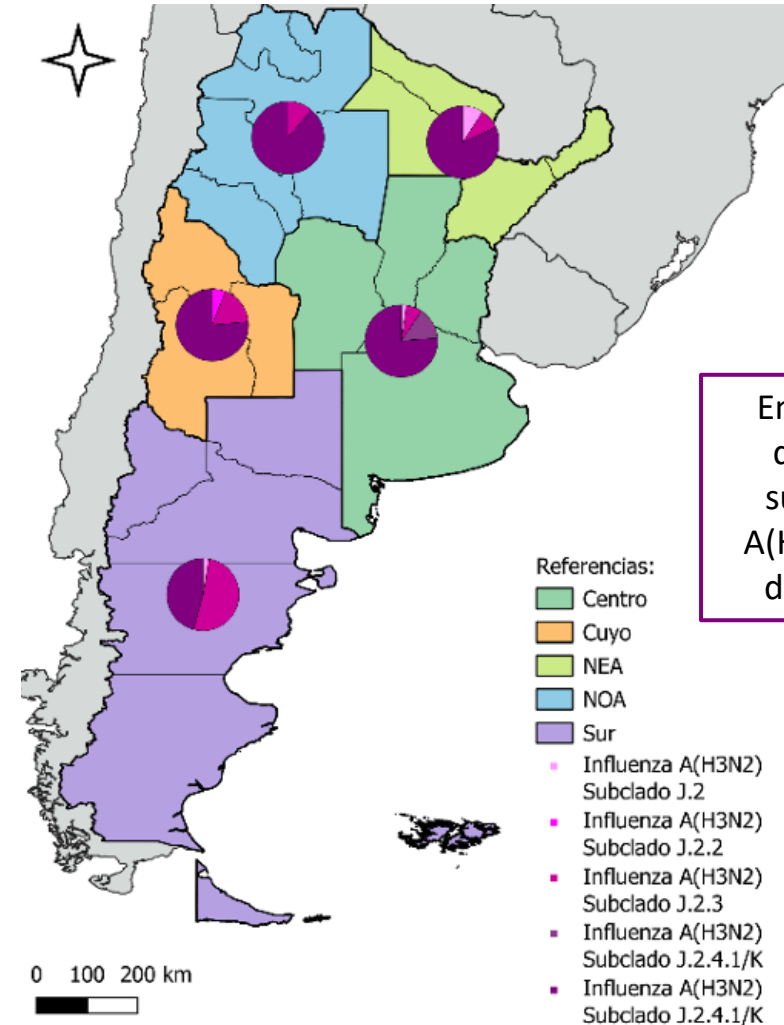 En
su
A(H
d
Referencias:
Centro
Cuyo
NEA
NOA
Sur
Influenza A(H3N2)
Subclado J.2
Influenza A(H3N2)
Subclado J.2.2
Influenza A(H3N2)
Subclado J.2.3
Influenza A(H3N2)
Subclado J.2.4.1/K
Influenza A(H3N2)
Subclado J.2.4.1/K
0 100 200 km